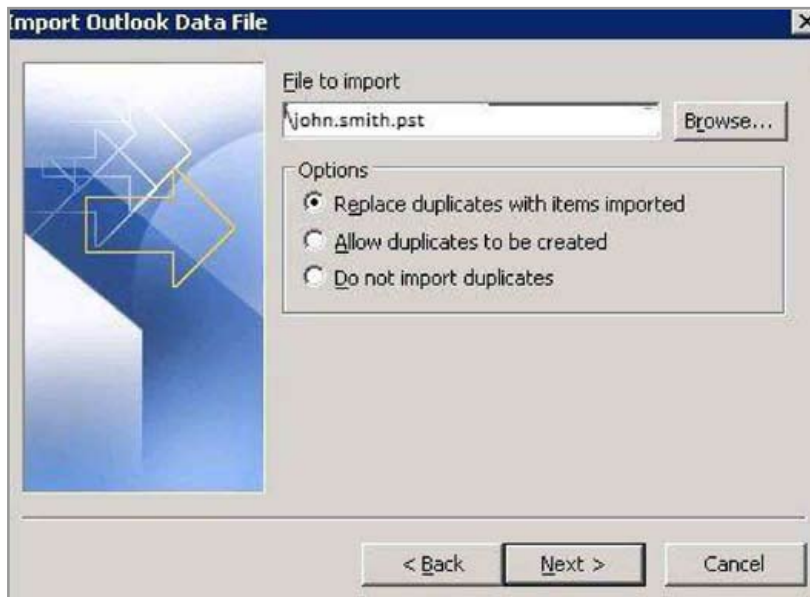 Import Outlook Data File
File to import
\john.smith.pst
Browse...
Options
Replace duplicates with items imported
Allow duplicates to be created
Do not import duplicates
< Back
Next >
Cancel